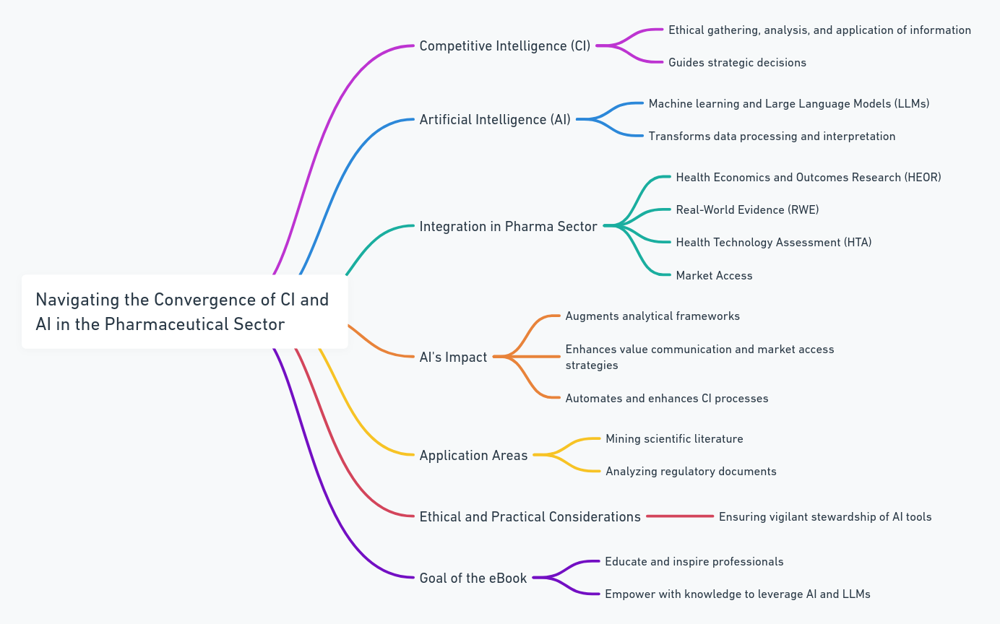 Navigating the Convergence of CI and
AI in the Pharmaceutical Sector
Competitive Intelligence (CI)
Ethical gathering, analysis, and application of information
Guides strategic decisions
Artificial Intelligence (AI)
Machine learning and Large Language Models (LLMs)
Transforms data processing and interpretation
Integration in Pharma Sector
Health Economics and Outcomes Research (HEOR)
Real-World Evidence (RWE)
Health Technology Assessment (HTA)
Market Access
AI's Impact
Augments analytical frameworks
Enhances value communication and market access
strategies
Automates and enhances CI processes
Application Areas
Mining scientific literature
Analyzing regulatory documents
Ethical and Practical Considerations
Ensuring vigilant stewardship of AI tools
Goal of the eBook
Educate and inspire professionals
Empower with knowledge to leverage AI and LLMs